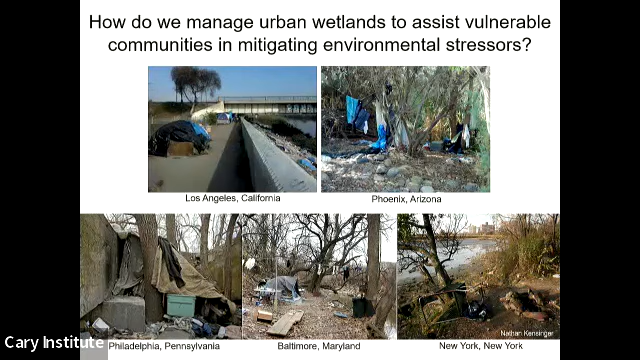 How do we manage urban wetlands to assist vulnerable
communities in mitigating environmental stressors?
Los Angeles, California
Phoenix, Arizona
Nathan Kensinger
Cary Institute
Philadelphia, Pennsylvania
Baltimore, Maryland
New York, New York